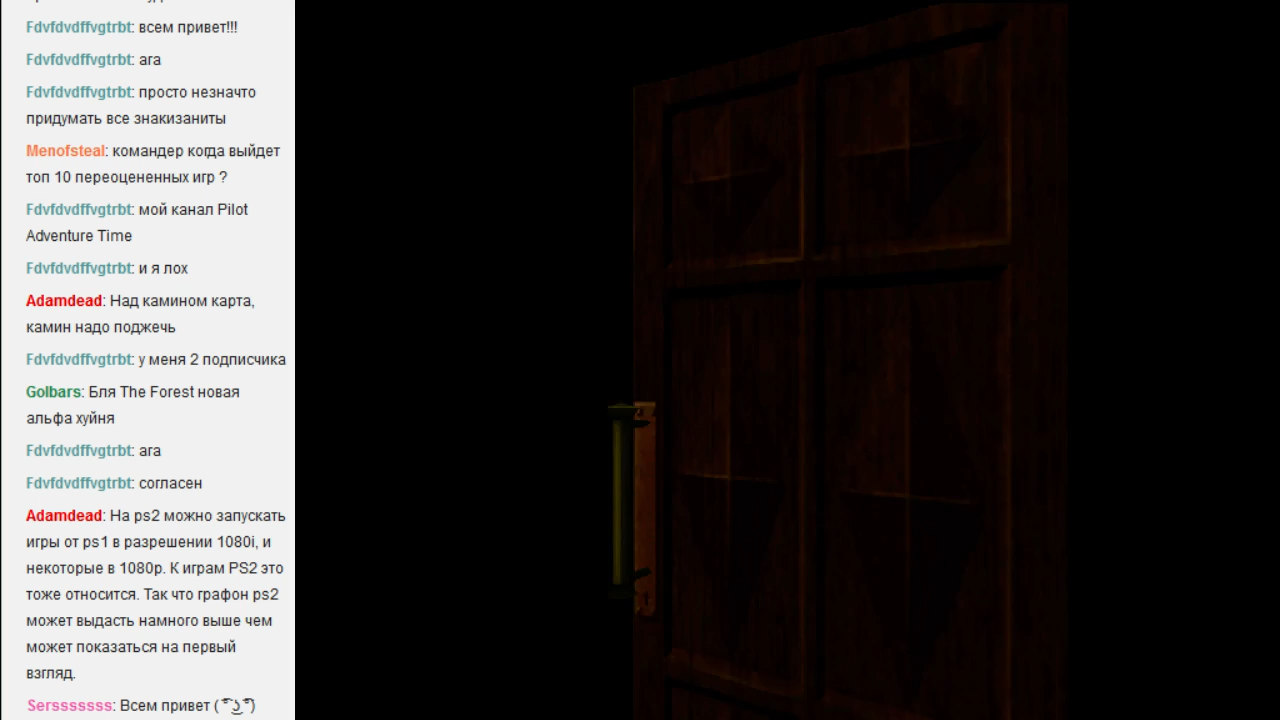 Fdvfdvdffvgtrbt: всем привет!!!
Fdvfdvdffvgtrbt: ага
Fdvfdvdffvgtrbt: просто незначто
придумать все знакизаниты
Menofsteal: командер когда выйдет
топ 10 переоцененных игр ?
Fdvfdvdffvgtrbt: мой канал Pilot
Adventure Time
Fdvfdvdffvgtrbt: и я лох
Adamdead: Над камином карта,
камин надо поджечь
Fdvfdvdffvgtrbt: у меня 2 подписчика
Golbars: Бля The Forest новая
альфа хуйня
Fdvfdvdffvgtrbt: ага
Fdvfdvdffvgtrbt: согласен
Adamdead: На ps2 можно запускать
игры от ps1 в разрешении 1080i, и
некоторые в 1080p. К играм PS2 это
тоже относится. Так что графон ps2
может выдасть намного выше чем
может показаться на первый
взгляд.
Sersssssss: Всем привет ( ͡° ͜ʖ ͡°)